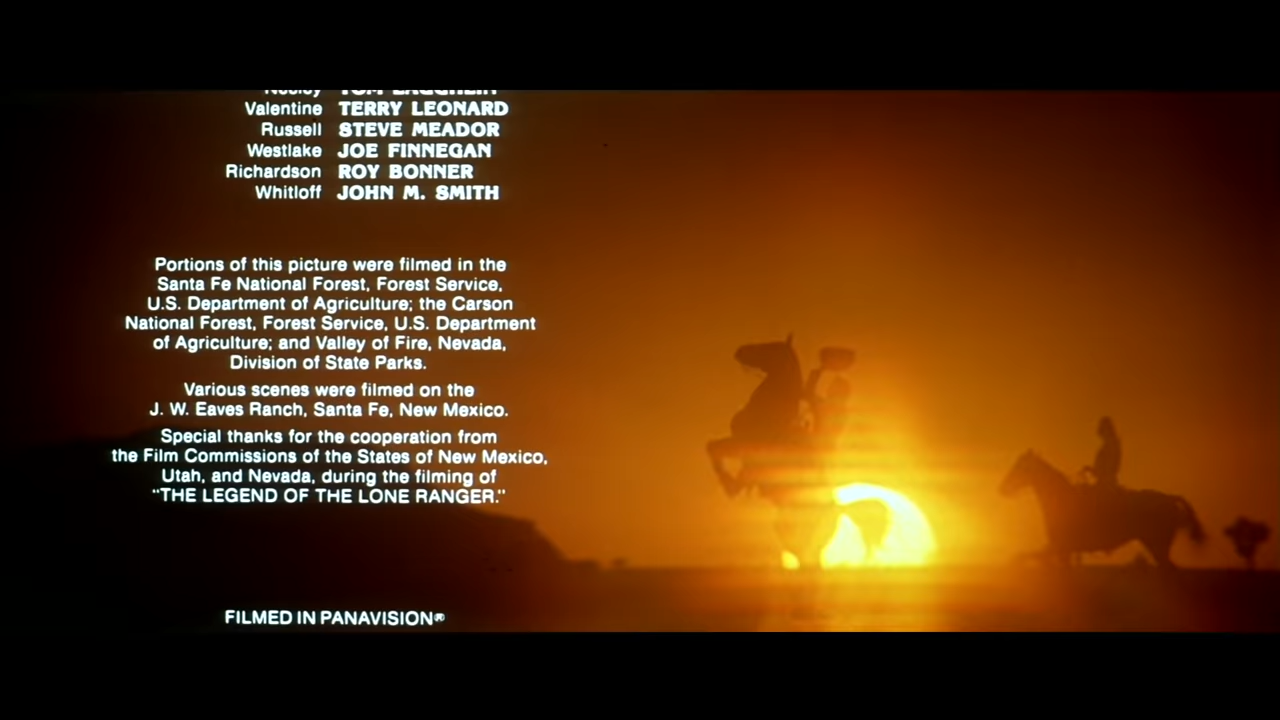 Neeley TOM LAUGHLIN
Valentine TERRY LEONARD
Russell STEVE MEADOR
Westlake JOE FINNEGAN
Richardson ROY BONNER
Whitloff JOHN M. SMITH
Portions of this picture were filmed in the
Santa Fe National Forest, Forest Service,
U.S. Department of Agriculture; the Carson
National Forest, Forest Service, U.S. Department
of Agriculture; and Valley of Fire, Nevada,
Division of State Parks.
Various scenes were filmed on the
J. W. Eaves Ranch, Santa Fe, New Mexico.
Special thanks for the cooperation from
the Film Commissions of the States of New Mexico,
Utah, and Nevada, during the filming of
"THE LEGEND OF THE LONE RANGER."
FILMED IN PANAVISION®